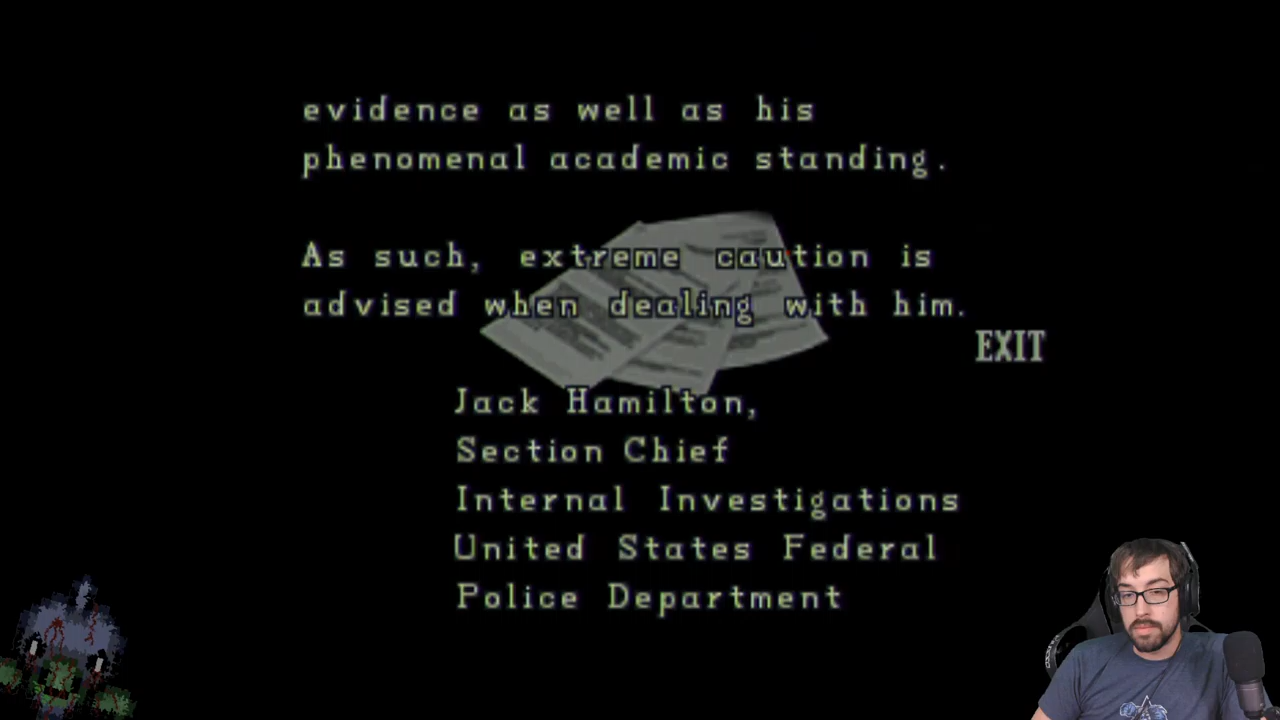 evidence as well as his
phenomenal academic standing.
As such, extreme caution is
advised when dealing with him.
EXIT
Jack Hamilton,
Section Chief
Internal Investigations
United States Federal
Police Department